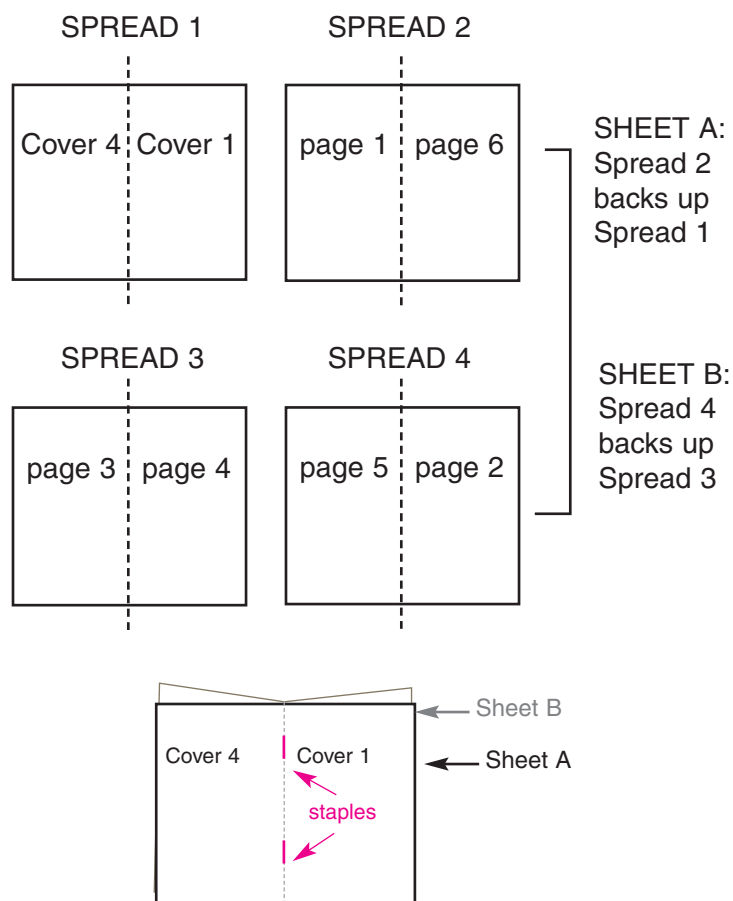 SPREAD 1
SPREAD 2
Cover 4 Cover 1
page 1 page 6
SHEET A:
Spread 2
backs up
Spread 1
SPREAD 3
SPREAD 4
page 3 page 4
page 5 page 2
SHEET B:
Spread 4
backs up
Spread 3
Sheet B
Cover 4 Cover 1
Sheet A
staples